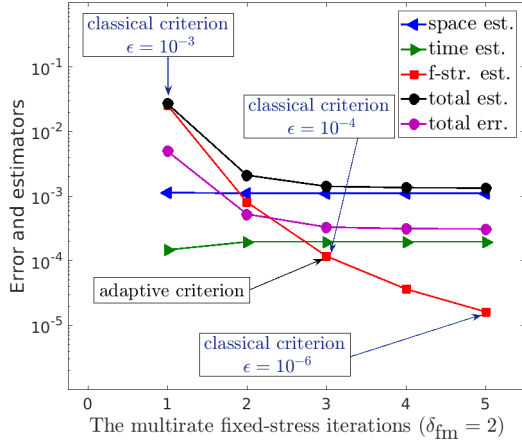 classical criterion
ϵ = 10⁻³
space est.
time est.
f-str. est.
total est.
total err.
classical criterion
ϵ = 10⁻⁴
adaptive criterion
classical criterion
ϵ = 10⁻⁶
Error and estimators
10⁻¹
10⁻²
10⁻³
10⁻⁴
10⁻⁵
0 1 2 3 4 5
The multirate fixed-stress iterations (δfm = 2)